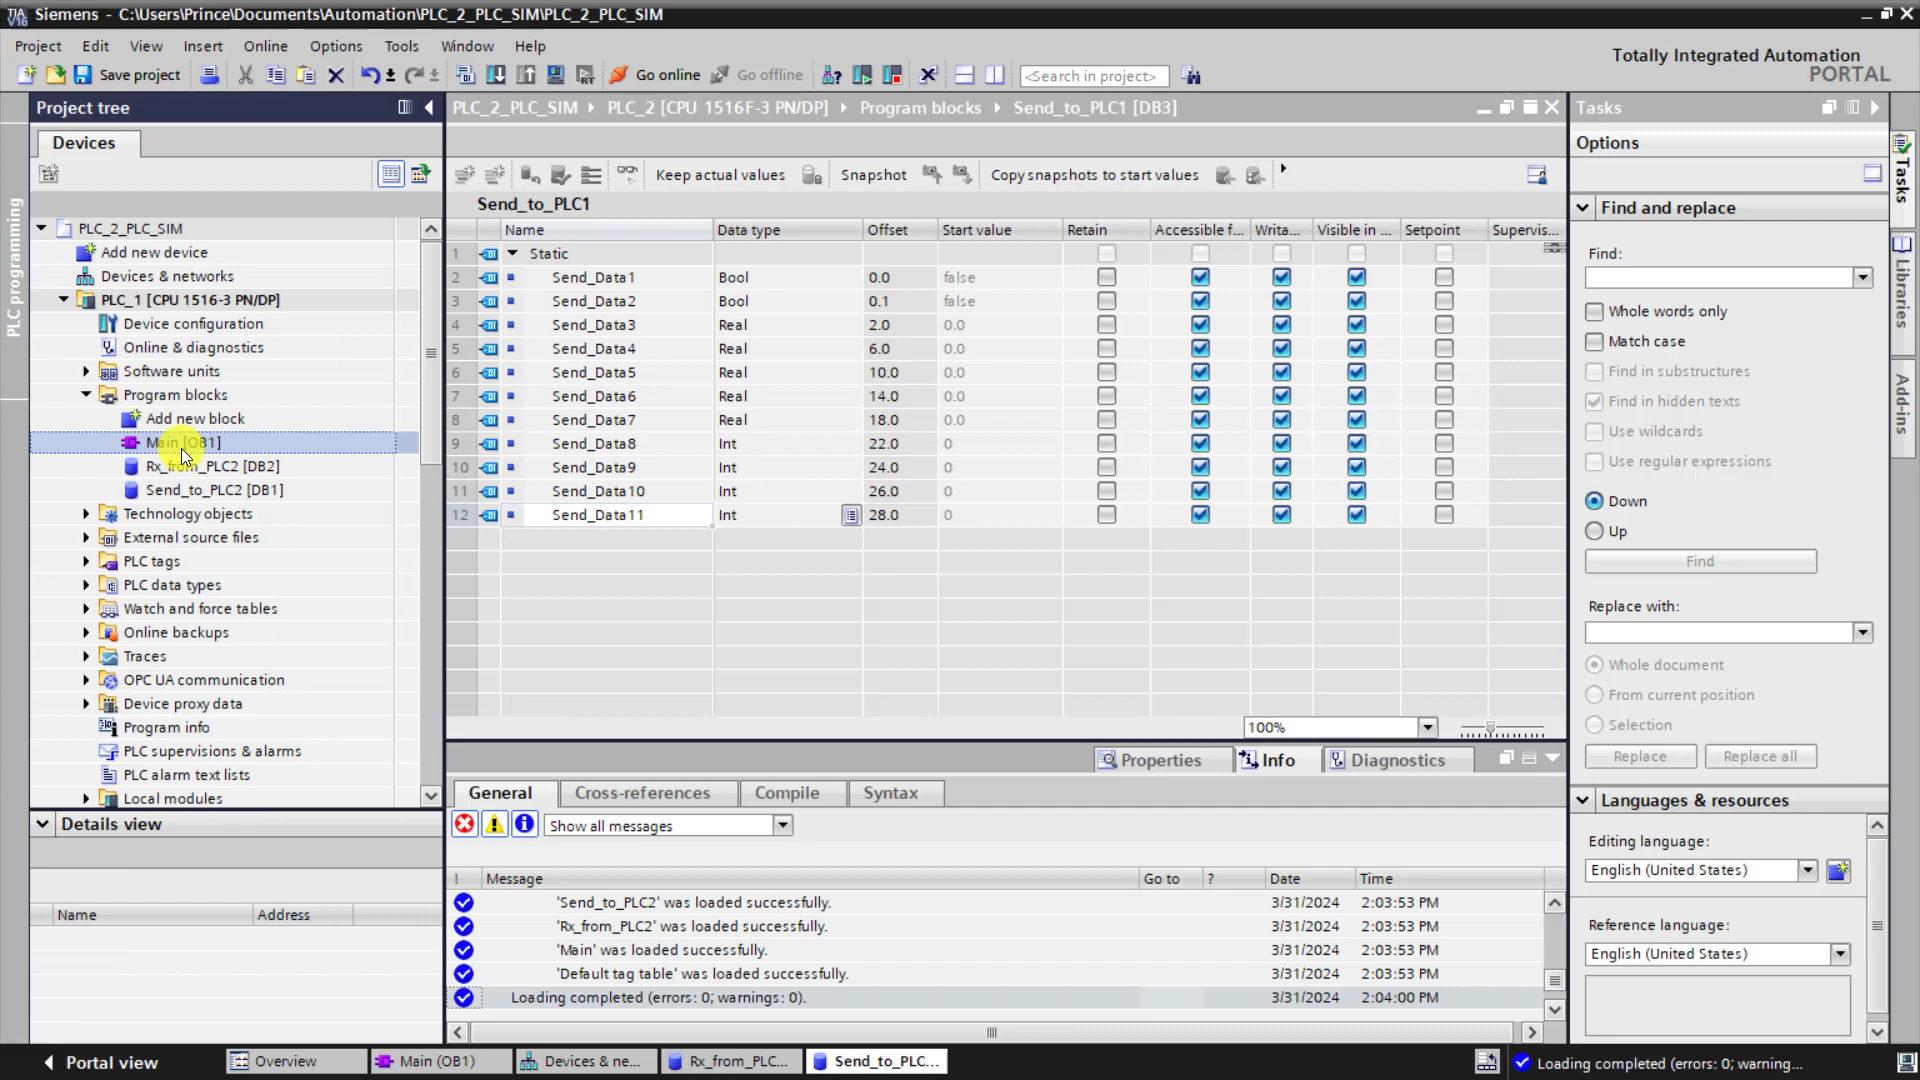 Siemens - C:\Users\Prince\Documents\Automation\PLC_2_PLC_SIM\PLC_2_PLC_SIM
Project Edit View Insert Online Options Tools Window Help
Totally Integrated Automation
PORTAL
Save project
Go online
Go offline
<Search in project>
PLC programming
Project tree
Devices
PLC_2_PLC_SIM
Add new device
Devices & networks
PLC_1 [CPU 1516-3 PN/DP]
Device configuration
Online & diagnostics
Software units
Program blocks
Add new block
Main [OB1]
Rx_from_PLC2 [DB2]
Send_to_PLC2 [DB1]
Technology objects
External source files
PLC tags
PLC data types
Watch and force tables
Online backups
Traces
OPC UA communication
Device proxy data
Program info
PLC supervisions & alarms
PLC alarm text lists
Local modules
Details view
Name Address
PLC_2_PLC_SIM PLC_2 [CPU 1516F-3 PN/DP] Program blocks Send_to_PLC1 [DB3]
Keep actual values Snapshot Copy snapshots to start values
Send_to_PLC1
Name Data type Offset Start value Retain Accessible f... Writa... Visible in ... Setpoint Supervis...
1 Static
2 Send_Data1 Bool 0.0 false
3 Send_Data2 Bool 0.1 false
4 Send_Data3 Real 2.0 0.0
5 Send_Data4 Real 6.0 0.0
6 Send_Data5 Real 10.0 0.0
7 Send_Data6 Real 14.0 0.0
8 Send_Data7 Real 18.0 0.0
9 Send_Data8 Int 22.0 0
10 Send_Data9 Int 24.0 0
11 Send_Data10 Int 26.0 0
12 Send_Data11 Int 28.0 0
100%
Properties Info Diagnostics
General Cross-references Compile Syntax
Show all messages
! Message Go to ? Date Time
'Send_to_PLC2' was loaded successfully. 3/31/2024 2:03:53 PM
'Rx_from_PLC2' was loaded successfully. 3/31/2024 2:03:53 PM
'Main' was loaded successfully. 3/31/2024 2:03:53 PM
'Default tag table' was loaded successfully. 3/31/2024 2:03:53 PM
Loading completed (errors: 0; warnings: 0). 3/31/2024 2:04:00 PM
Tasks
Options
Find and replace
Find:
Whole words only
Match case
Find in substructures
Find in hidden texts
Use wildcards
Use regular expressions
Down
Up
Find
Replace with:
Whole document
From current position
Selection
Replace Replace all
Languages & resources
Editing language:
English (United States)
Reference language:
English (United States)
Tasks
Libraries
Add-ins
Portal view Overview Main (OB1) Devices & ne... Rx_from_PLC... Send_to_PLC... Loading completed (errors: 0; warning...